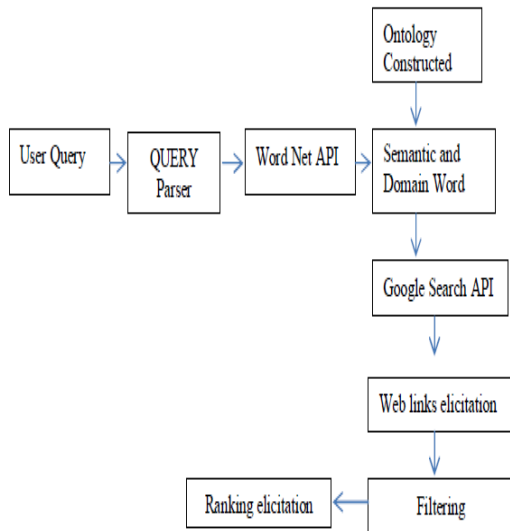 Ontology
Constructed
User Query
QUERY
Parser
Word Net API
Semantic and
Domain Word
Google Search API
Web links elicitation
Filtering
Ranking elicitation